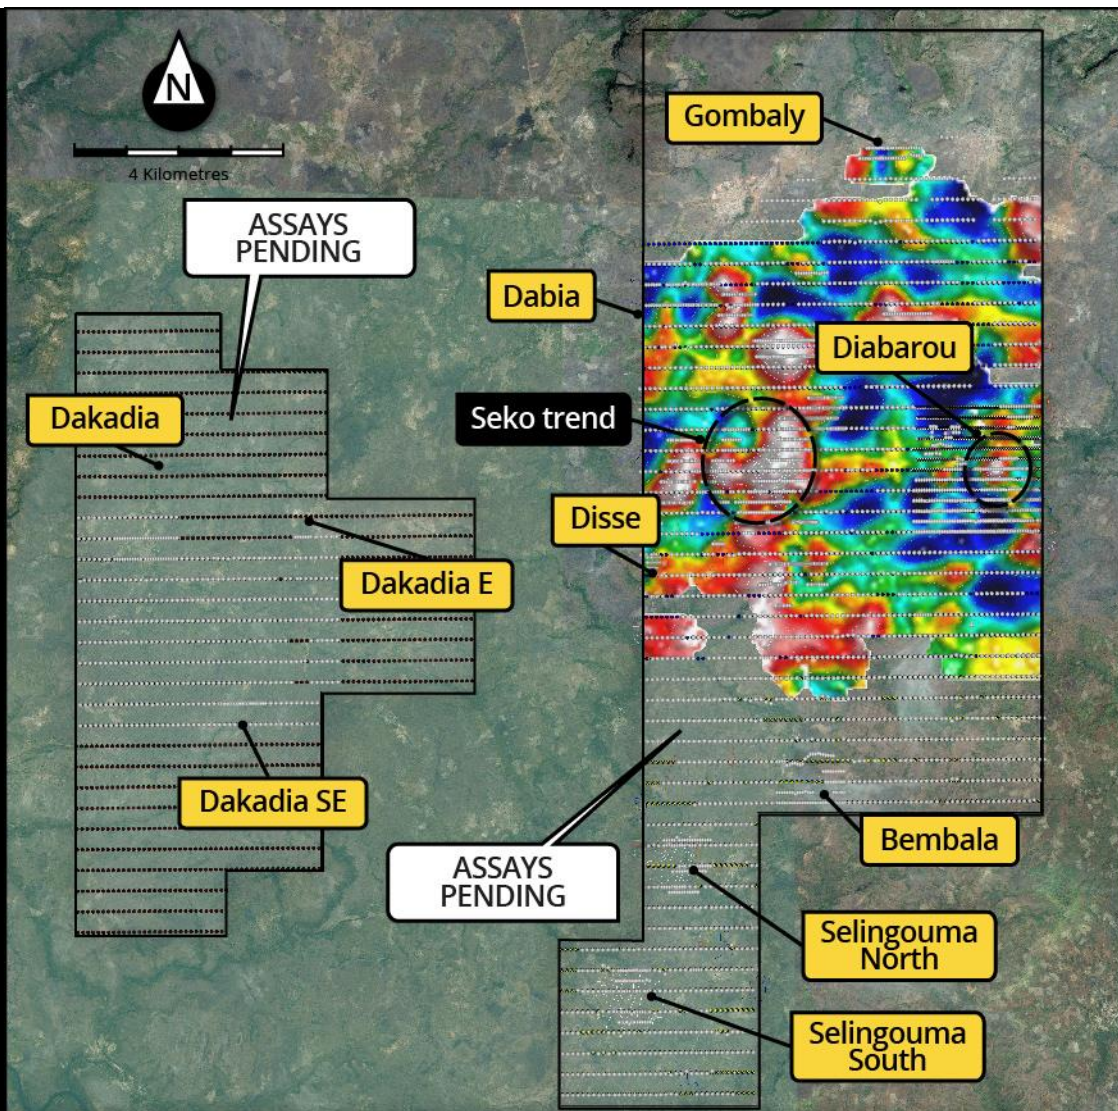 N
4 Kilometres
Gombaly
ASSAYS
PENDING
Dabia
Diabarou
Dakadia
Seko trend
Disse
Dakadia E
Dakadia SE
Bembala
ASSAYS
PENDING
Selingouma
North
Selingouma
South